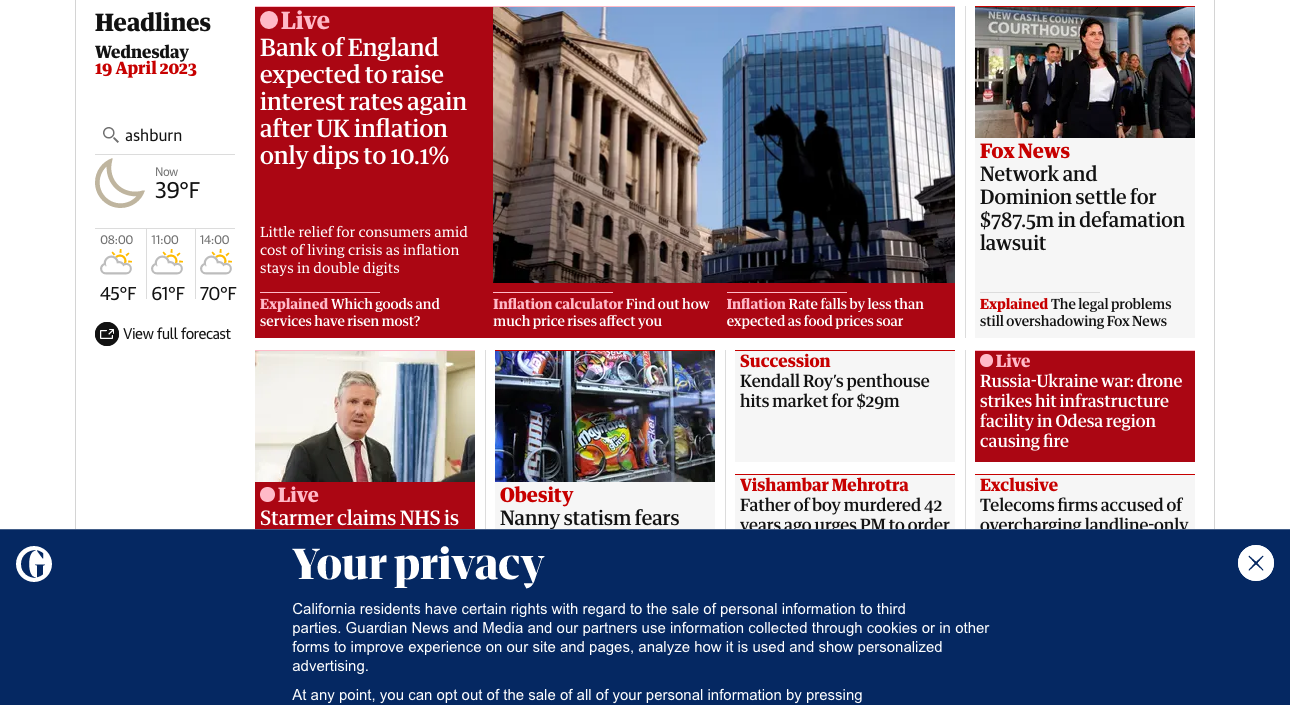 Headlines
Wednesday
19 April 2023
ashburn
Now
39°F
08:00
11:00
14:00
45°F
61°F
70°F
View full forecast
Live
Bank of England
expected to raise
interest rates again
after UK inflation
only dips to 10.1%
Little relief for consumers amid
cost of living crisis as inflation
stays in double digits
Explained Which goods and
services have risen most?
Inflation calculator Find out how
much price rises affect you
Inflation Rate falls by less than
expected as food prices soar
NEW CASTLE COUNTY
COURTHOUSE
Fox News
Network and
Dominion settle for
$787.5m in defamation
lawsuit
Explained The legal problems
still overshadowing Fox News
Live
Starmer claims NHS is
Maynards
Obesity
Nanny statism fears
Succession
Kendall Roy's penthouse
hits market for $29m
Vishambar Mehrotra
Father of boy murdered 42
years ago urges PM to order
Live
Russia-Ukraine war: drone
strikes hit infrastructure
facility in Odesa region
causing fire
Exclusive
Telecoms firms accused of
overcharging landline-only
G
Your privacy
California residents have certain rights with regard to the sale of personal information to third
parties. Guardian News and Media and our partners use information collected through cookies or in other
forms to improve experience on our site and pages, analyze how it is used and show personalized
advertising.
At any point, you can opt out of the sale of all of your personal information by pressing